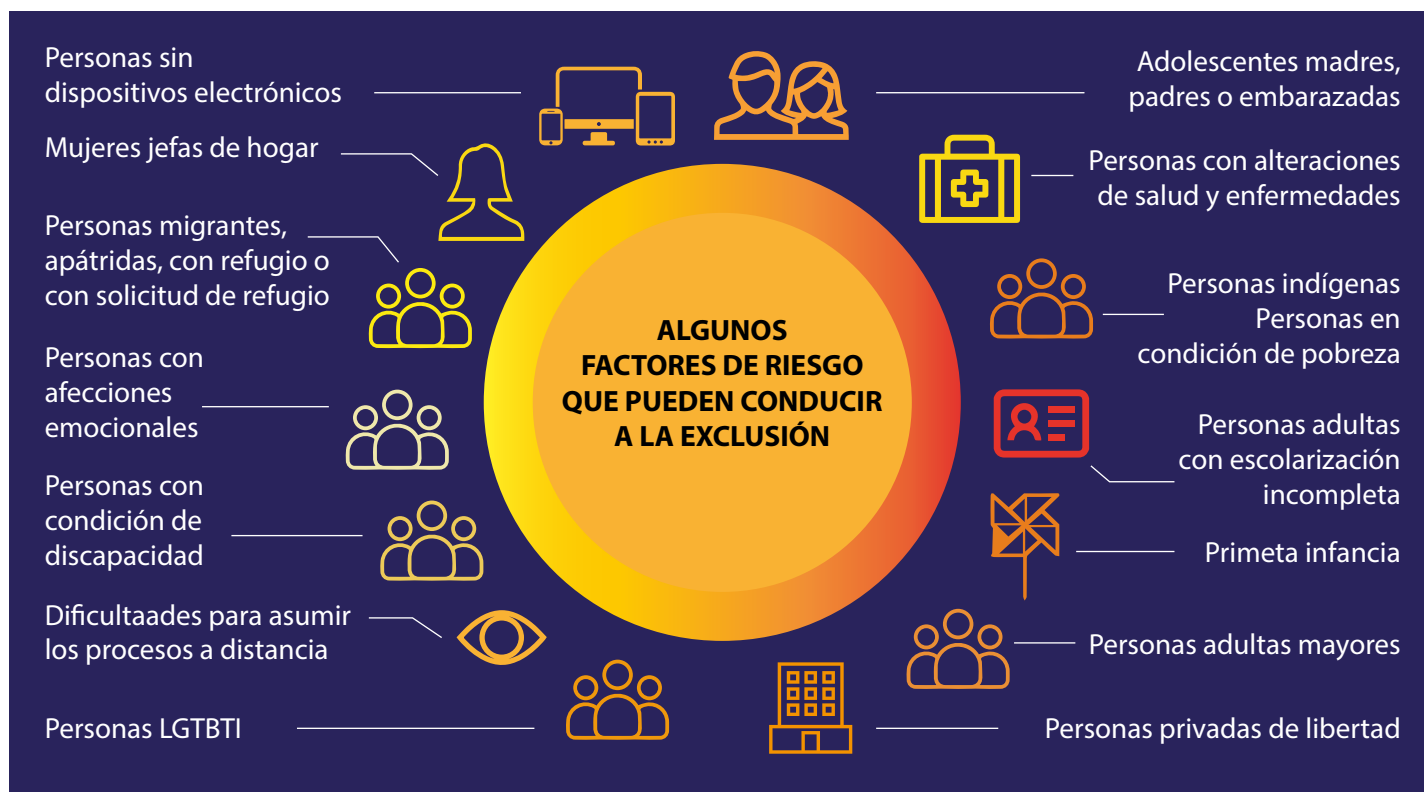 Personas sin
dispositivos electrónicos
Mujeres jefas de hogar
Personas migrantes,
apátridas, con refugio o
con solicitud de refugio
Personas con
afecciones
emocionales
Personas con
condición de
discapacidad
Dificultaades para asumir
los procesos a distancia
Personas LGTBTI
ALGUNOS
FACTORES DE RIESGO
QUE PUEDEN CONDUCIR
A LA EXCLUSIÓN
Adolescentes madres,
padres o embarazadas
Personas con alteraciones
de salud y enfermedades
Personas indígenas
Personas en
condición de pobreza
Personas adultas
con escolarización
incompleta
Primeta infancia
Personas adultas mayores
Personas privadas de libertad